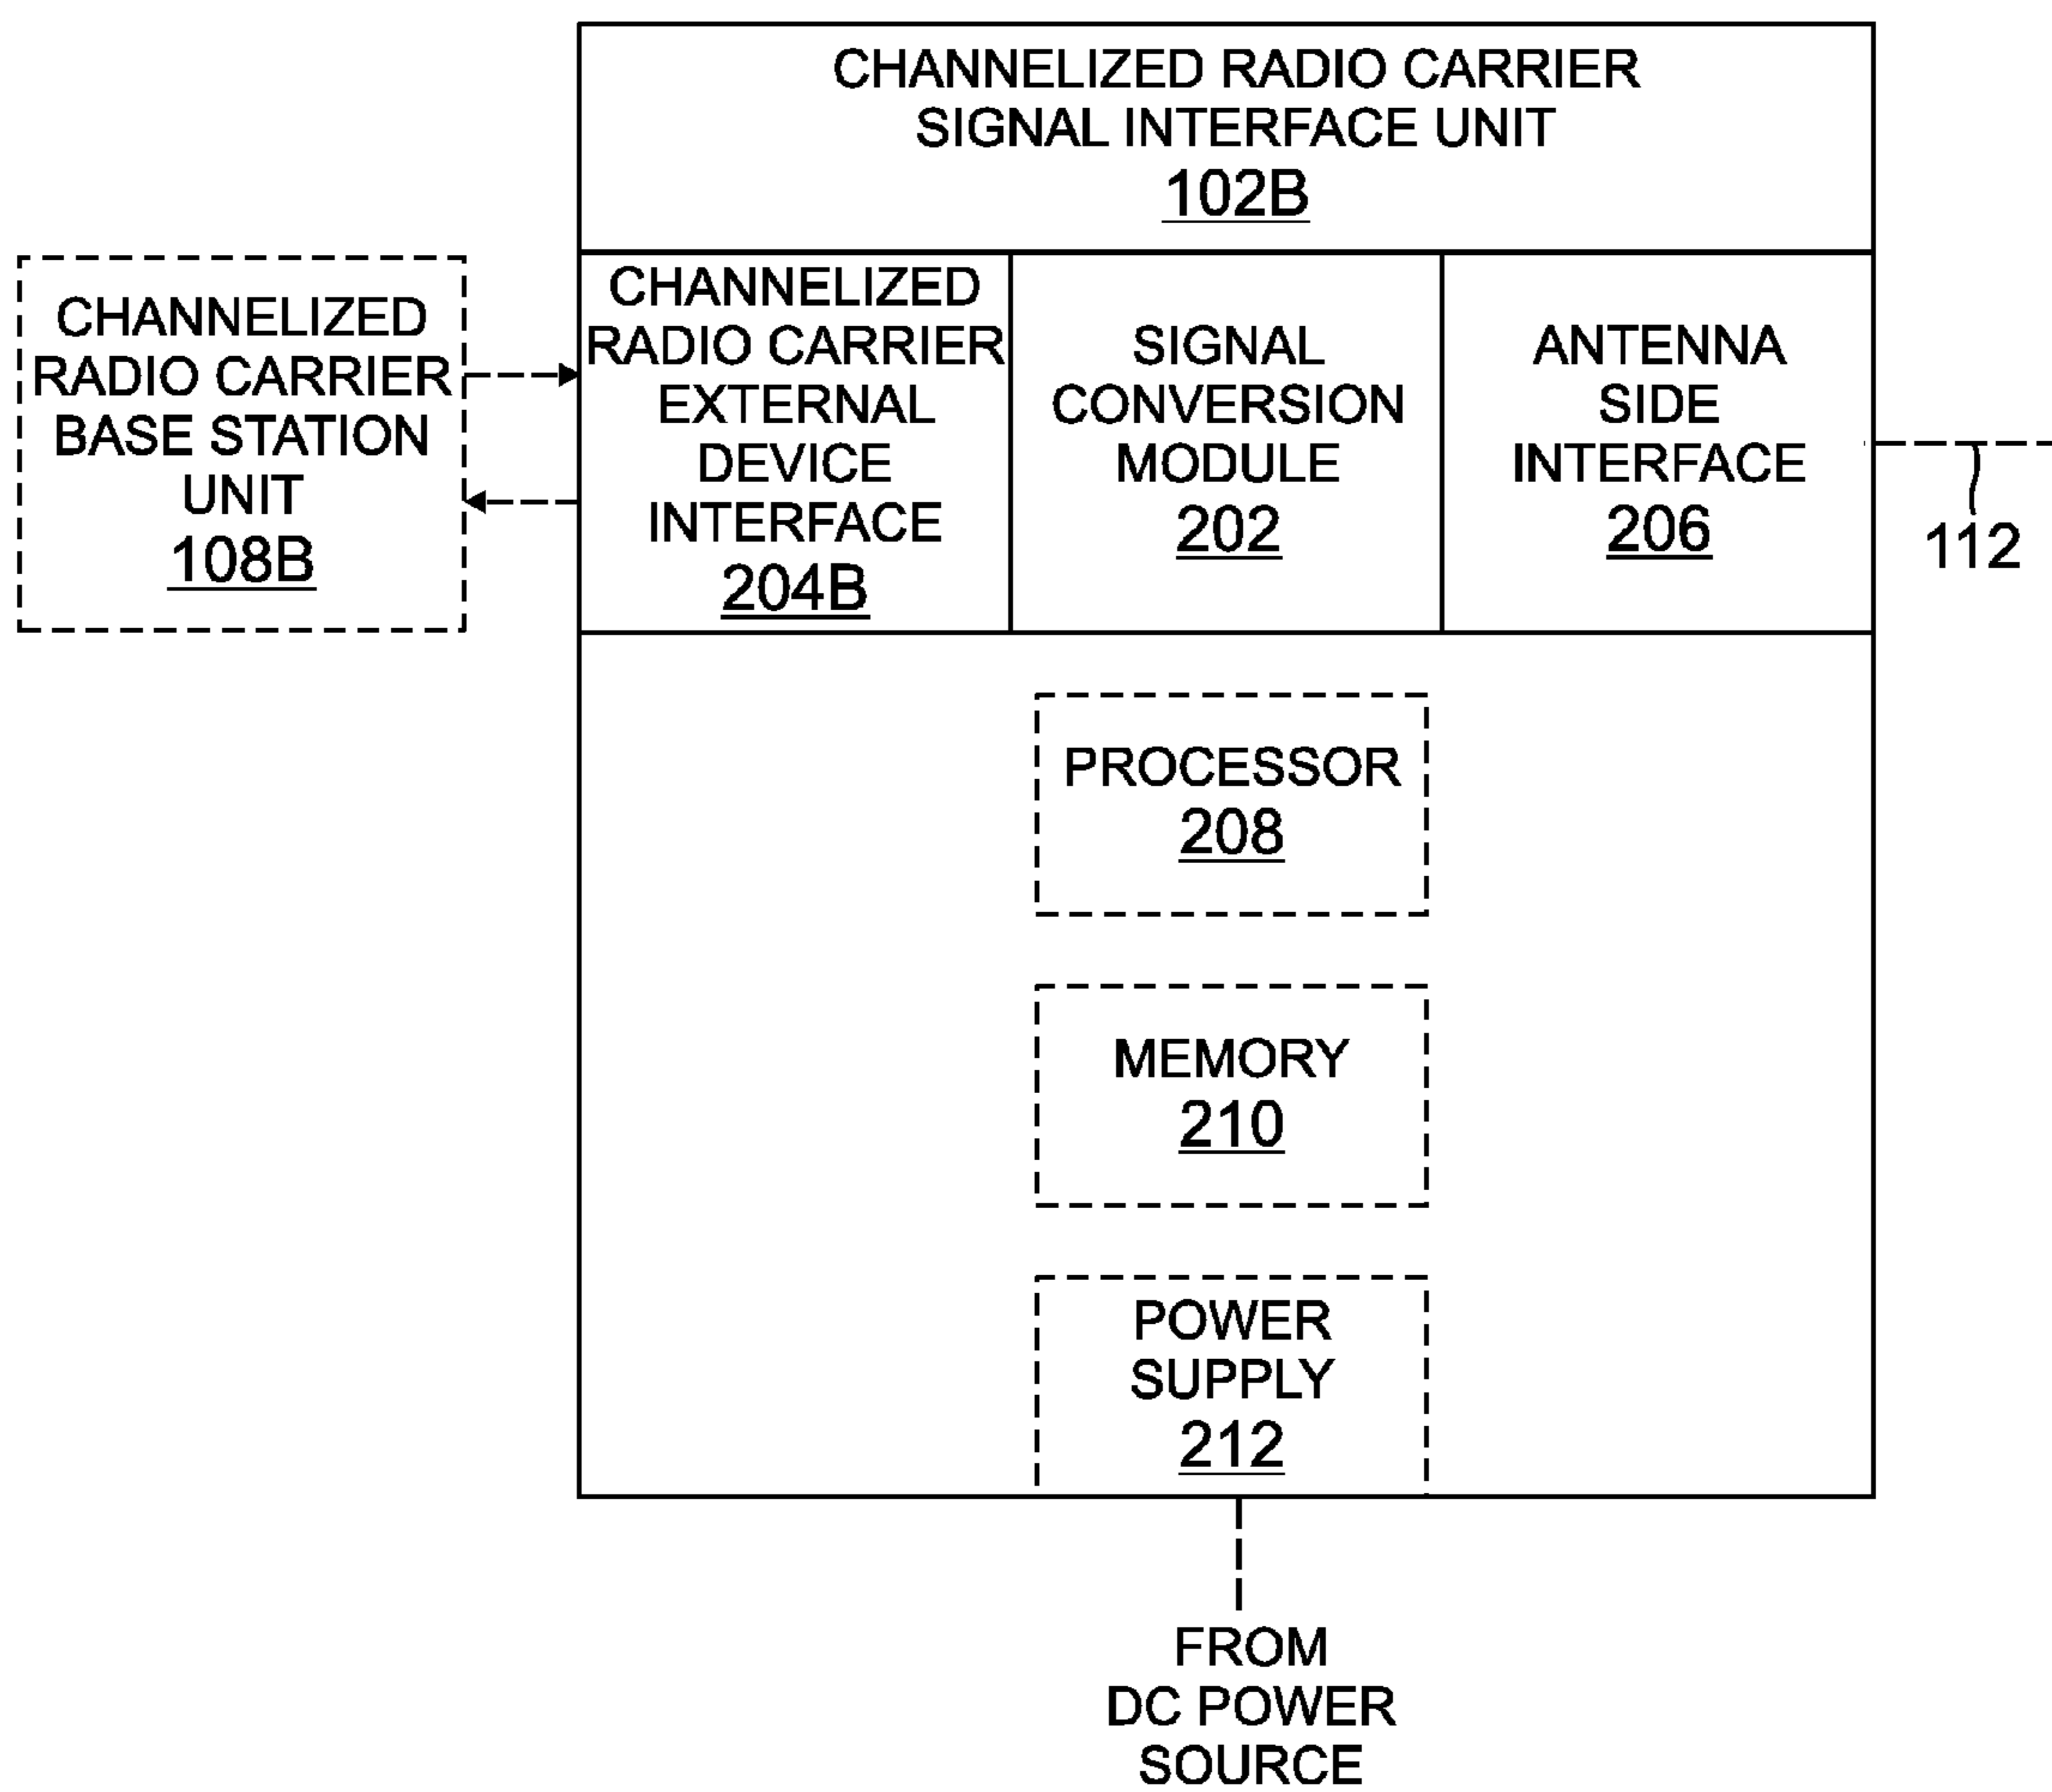 CHANNELIZED RADIO CARRIER
SIGNAL INTERFACE UNIT
102B
CHANNELIZED
RADIO CARRIER
BASE STATION
UNIT
108B
CHANNELIZED
RADIO CARRIER
EXTERNAL
DEVICE
INTERFACE
204B
SIGNAL
CONVERSION
MODULE
202
ANTENNA
SIDE
INTERFACE
206
112
PROCESSOR
208
MEMORY
210
POWER
SUPPLY
212
FROM
DC POWER
SOURCE